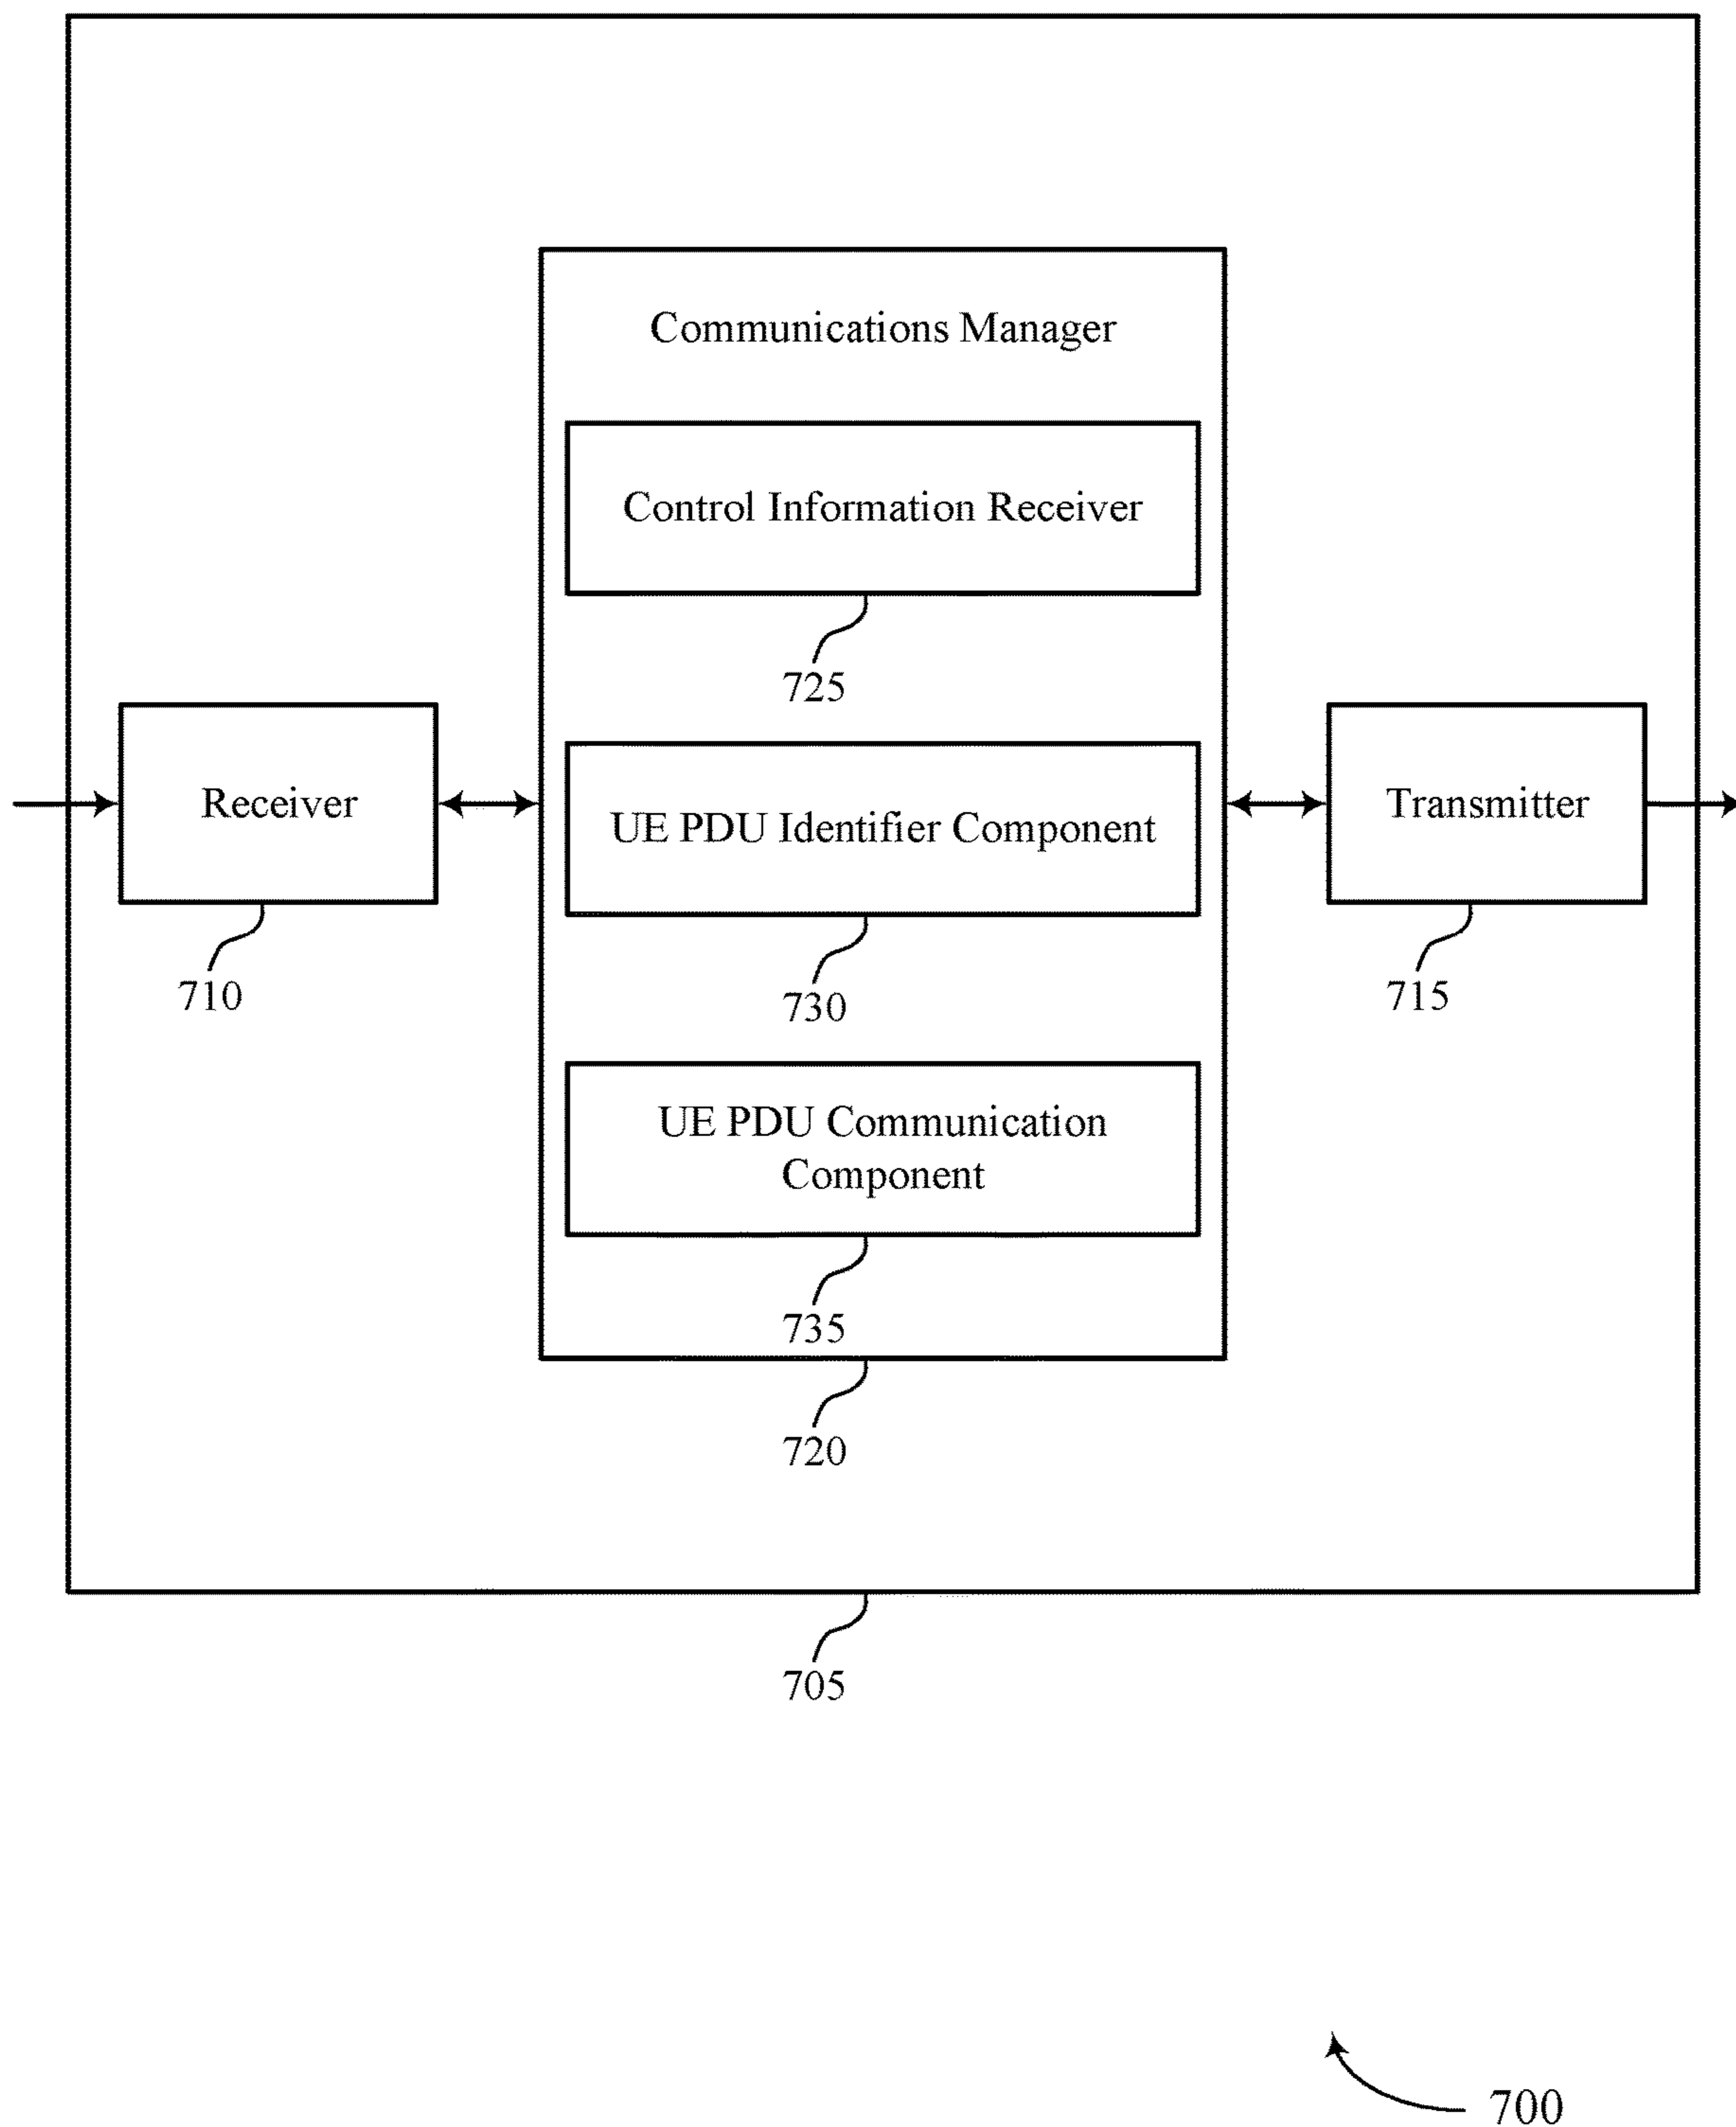 Communications Manager
Control Information Receiver
725
Receiver
710
UE PDU Identifier Component
730
Transmitter
715
UE PDU Communication
Component
735
720
705
700